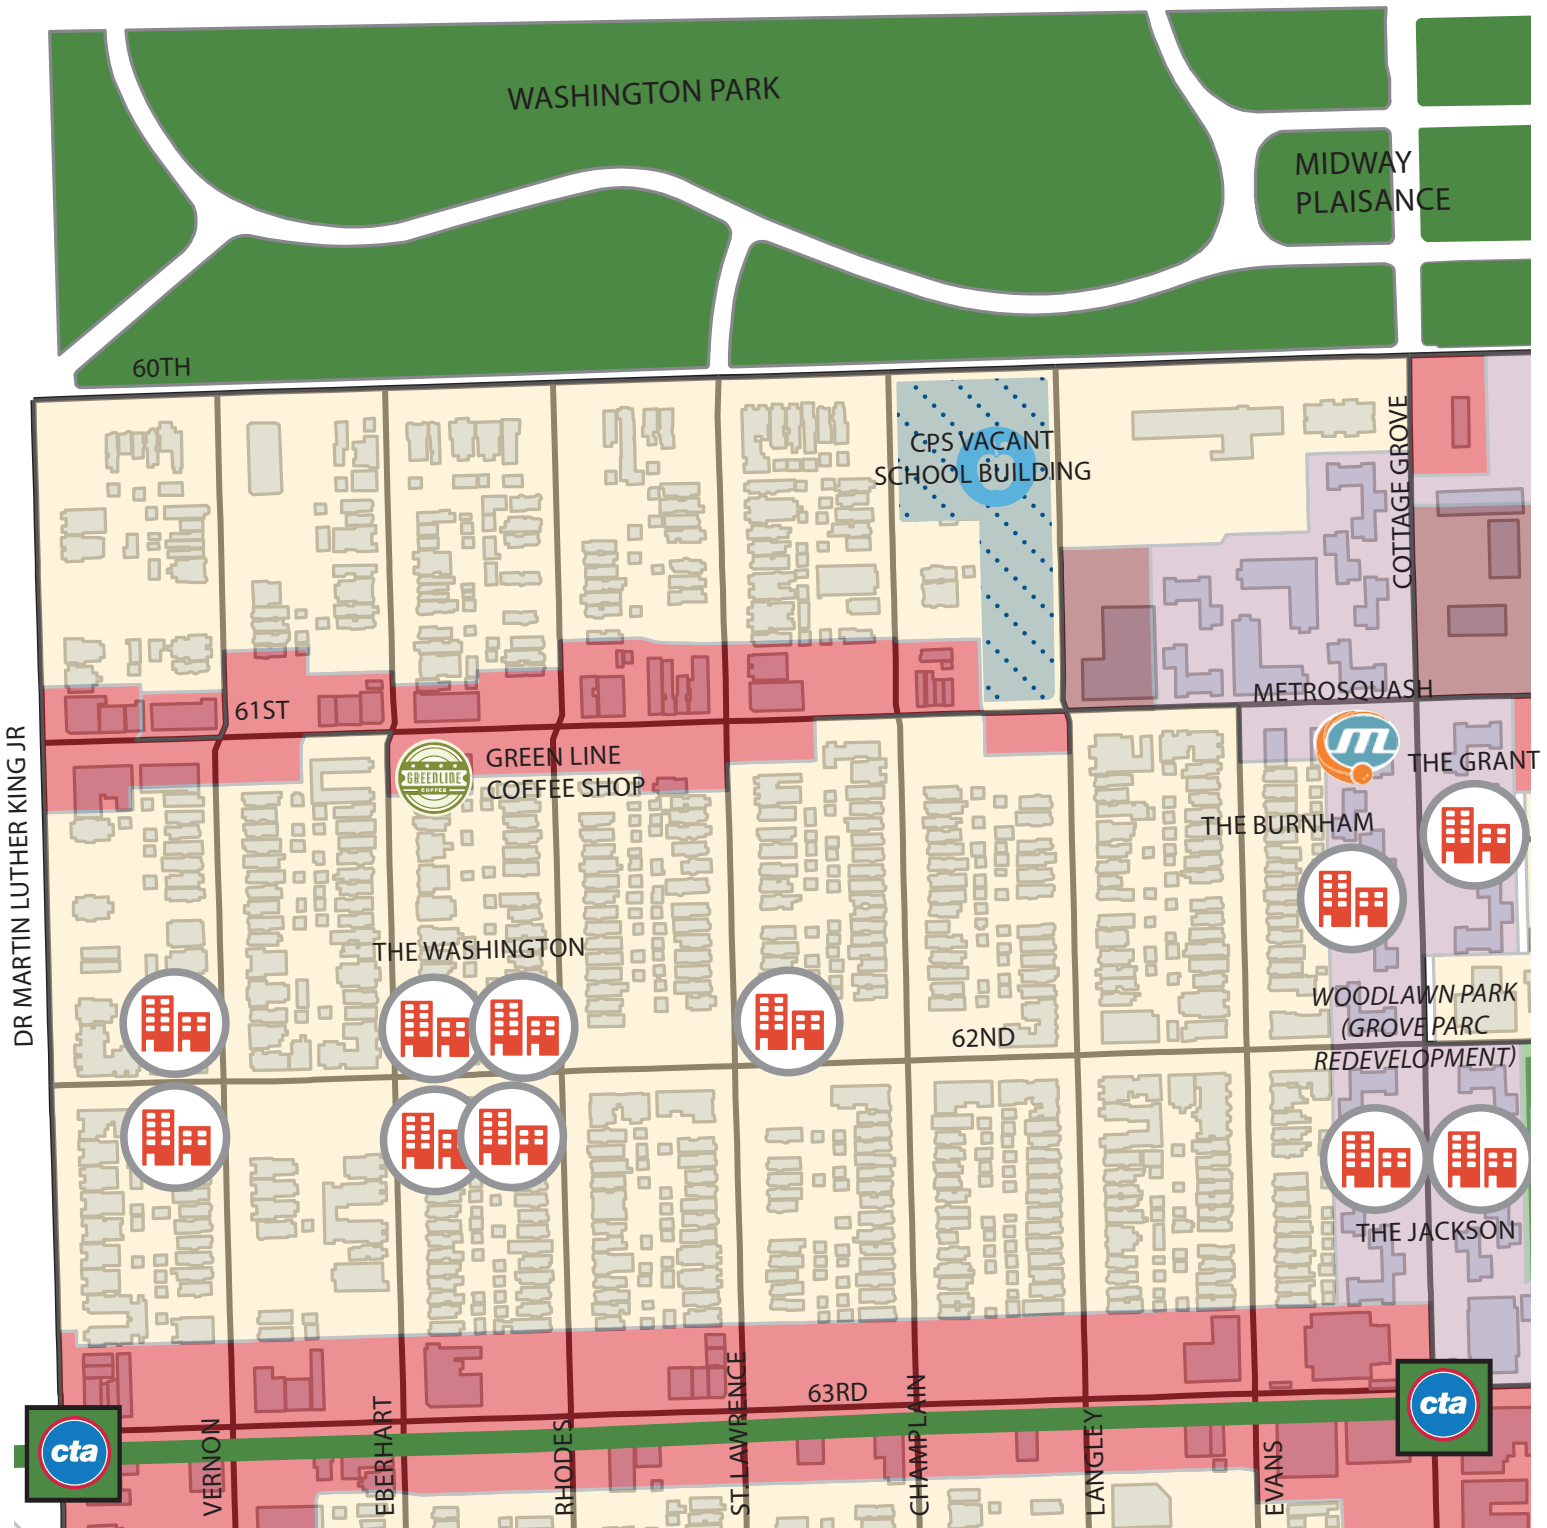 WASHINGTON PARK
MIDWAY
PLAISANCE
60TH
COTTAGE GROVE
CPS VACANT
SCHOOL BUILDING
METROSQUASH
61ST
DR MARTIN LUTHER KING JR
GREENLINE
COFFEE
GREEN LINE
COFFEE SHOP
m
THE GRANT
THE BURNHAM
THE WASHINGTON
WOODLAWN PARK
(GROVE PARC
REDEVELOPMENT)
62ND
THE JACKSON
63RD
cta
cta
VERNON
EBERHART
RHODES
ST. LAWRENCE
CHAMPLAIN
LANGLEY
EVANS